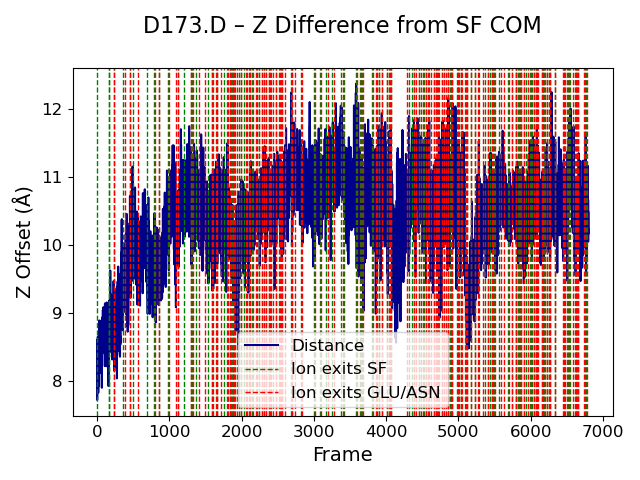 D173.D – Z Difference from SF COM
Z Offset (Å)
12
11
10
9
8
Distance
Ion exits SF
Ion exits GLU/ASN
0 1000 2000 3000 4000 5000 6000 7000
Frame